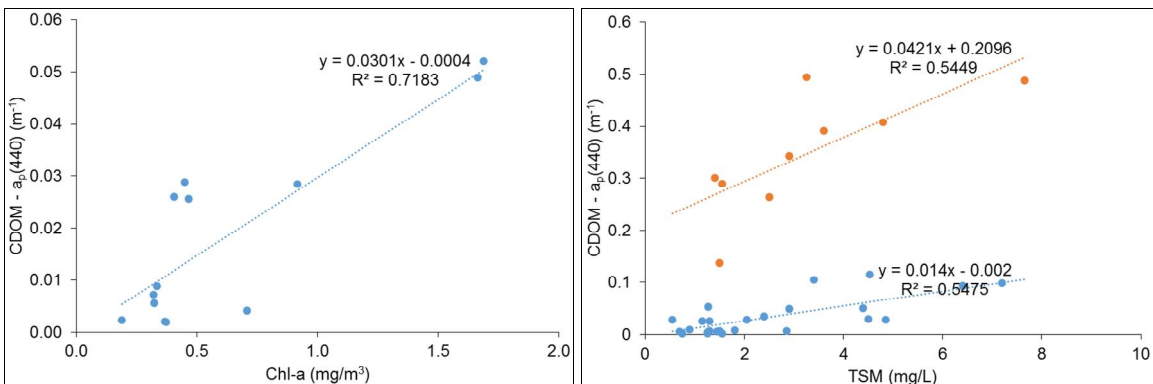 0.06
0.05
0.04
0.03
0.02
0.01
0.00
CDOM - aₚ(440) (m⁻¹)
y = 0.0301x - 0.0004
R² = 0.7183
0.0
0.5
1.0
1.5
2.0
Chl-a (mg/m³)
0.6
0.5
0.4
0.3
0.2
0.1
0
CDOM - aₚ(440) (m⁻¹)
y = 0.0421x + 0.2096
R² = 0.5449
y = 0.014x - 0.002
R² = 0.5475
0
2
4
6
8
10
TSM (mg/L)